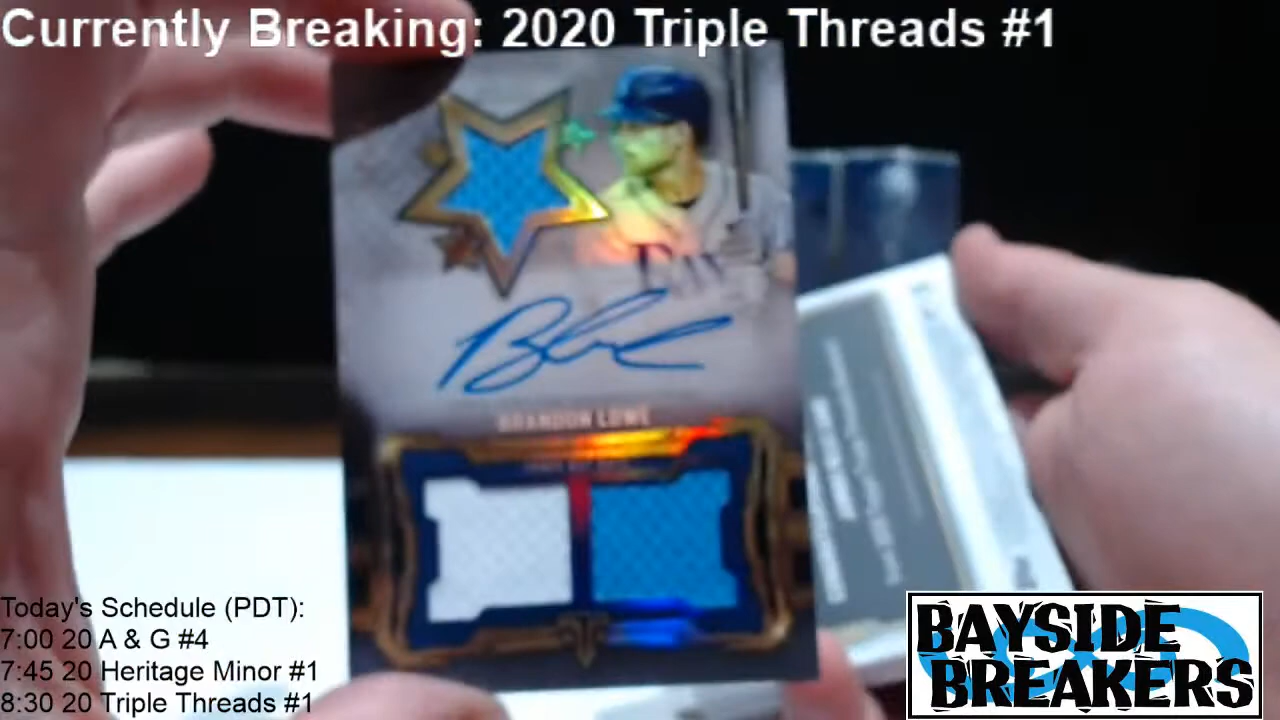 Currently Breaking: 2020 Triple Threads #1
RAYS
BRANDON LOWE
Today's Schedule (PDT):
7:00 20 A & G #4
7:45 20 Heritage Minor #1
8:30 20 Triple Threads #1
BAYSIDE
BREAKERS